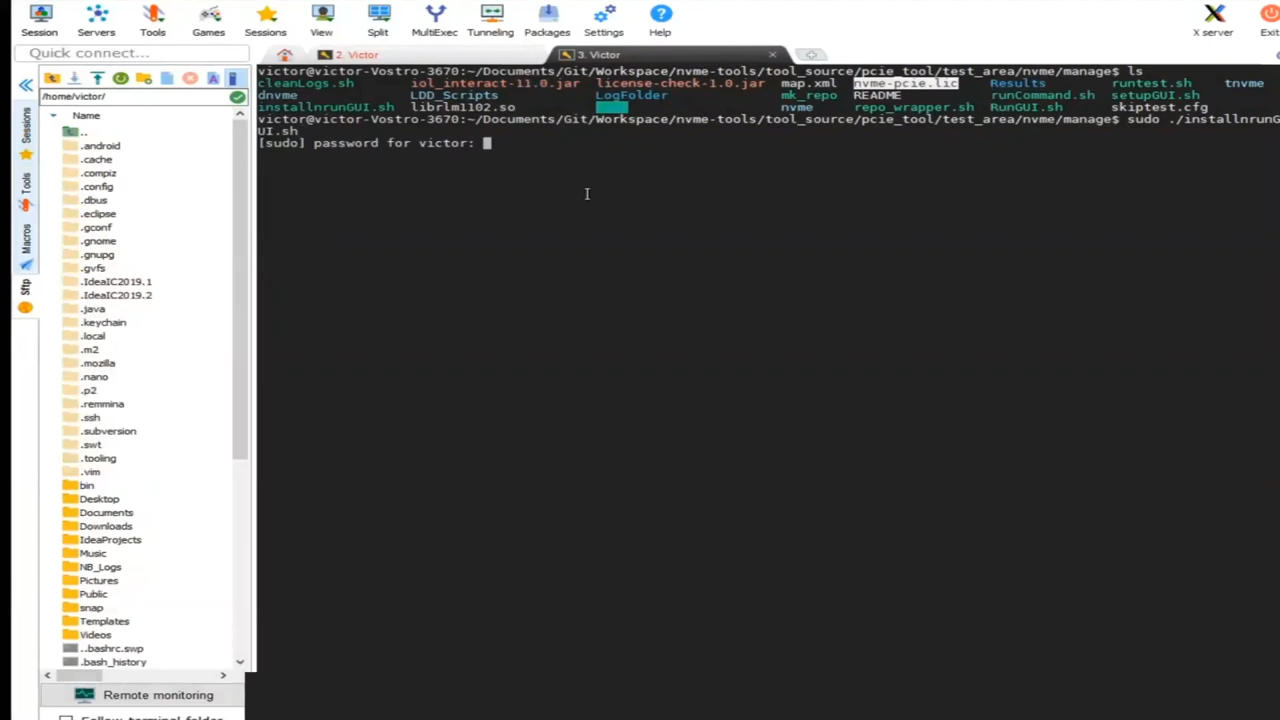 Session Servers Tools Games Sessions View Split MultiExec Tunneling Packages Settings Help X server Exit
Quick connect...
2. Victor
3. Victor
/home/victor/
Name
..
.android
.cache
.compiz
.config
.dbus
.eclipse
.gconf
.gnome
.gnupg
.gvfs
.IdeaIC2019.1
.IdeaIC2019.2
.java
.keychain
.local
.m2
.mozilla
.nano
.p2
.remmina
.ssh
.subversion
.swt
.tooling
.vim
bin
Desktop
Documents
Downloads
IdeaProjects
Music
NB_Logs
Pictures
Public
snap
Templates
Videos
..bashrc.swp
.bash_history
Remote monitoring
Follow terminal folder
Sessions
Tools
Macros
Sftp
victor@victor-Vostro-3670:~/Documents/Git/Workspace/nvme-tools/tool_source/pcie_tool/test_area/nvme/manage$ ls
cleanLogs.sh iol_interact-11.0.jar license-check-1.0.jar map.xml nvme-pcie.lic Results runtest.sh tnvme
dnvme LDD_Scripts LogFolder mk_repo README runCommand.sh setupGUI.sh
installnrunGUI.sh librlm1102.so nvme repo_wrapper.sh RunGUI.sh skiptest.cfg
victor@victor-Vostro-3670:~/Documents/Git/Workspace/nvme-tools/tool_source/pcie_tool/test_area/nvme/manage$ sudo ./installnrunG
UI.sh
[sudo] password for victor: